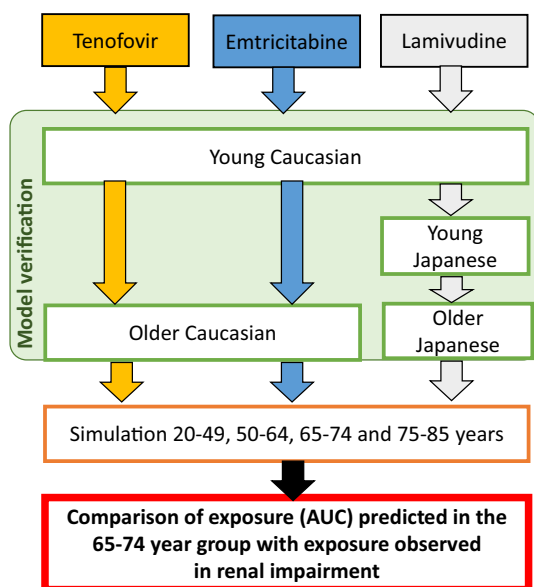 Tenofovir
Emtricitabine
Lamivudine
Model verification
Young Caucasian
Young
Japanese
Older Caucasian
Older
Japanese
Simulation 20-49, 50-64, 65-74 and 75-85 years
Comparison of exposure (AUC) predicted in the
65-74 year group with exposure observed
in renal impairment